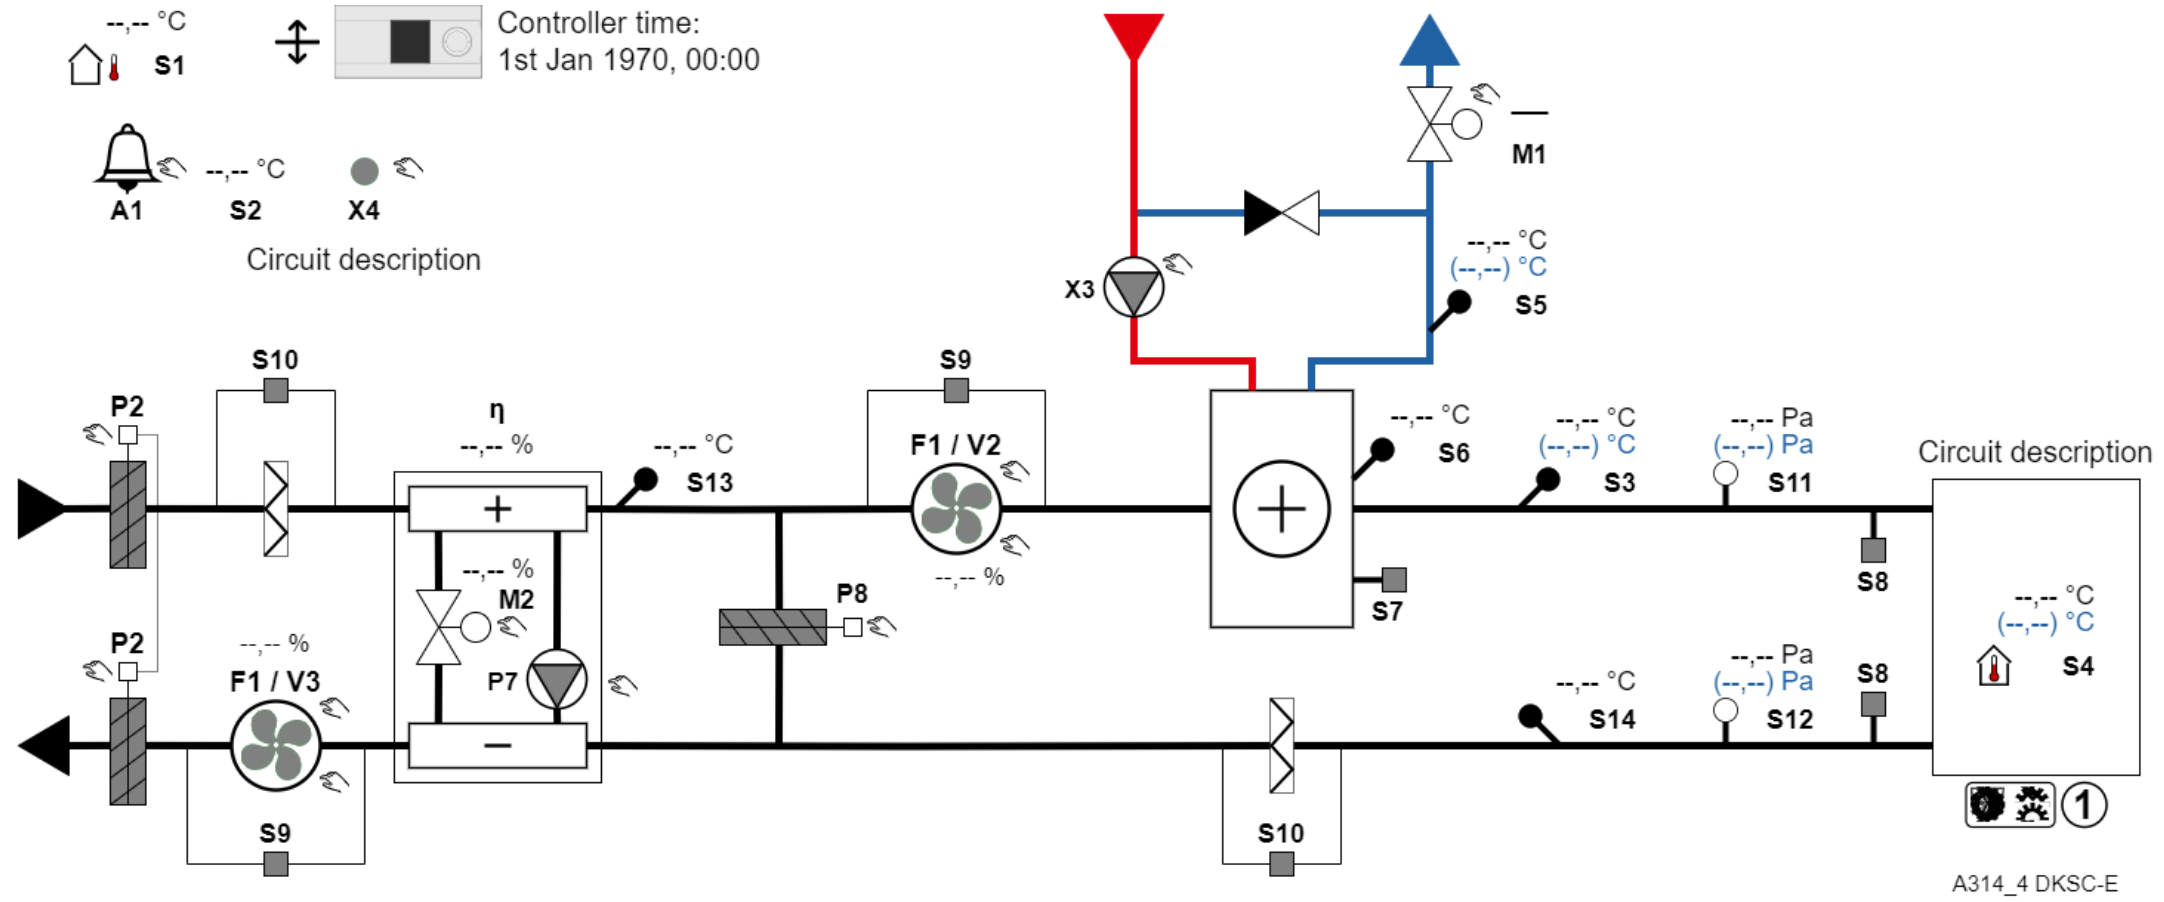 --,-- °C
S1
Controller time:
1st Jan 1970, 00:00
A1
--,-- °C
S2
X4
Circuit description
M1
--,-- °C
(--,--) °C
S5
X3
S10
P2
η
--,-- %
--,-- °C
S13
S9
F1 / V2
--,-- %
--,-- °C
S6
S7
--,-- °C
(--,--) °C
S3
--,-- Pa
(--,--) Pa
S11
S8
Circuit description
--,-- °C
(--,--) °C
S4
--,-- %
M2
P7
P8
P2
--,-- %
F1 / V3
S9
S10
--,-- °C
S14
--,-- Pa
(--,--) Pa
S12
S8
1
A314_4 DKSC-E